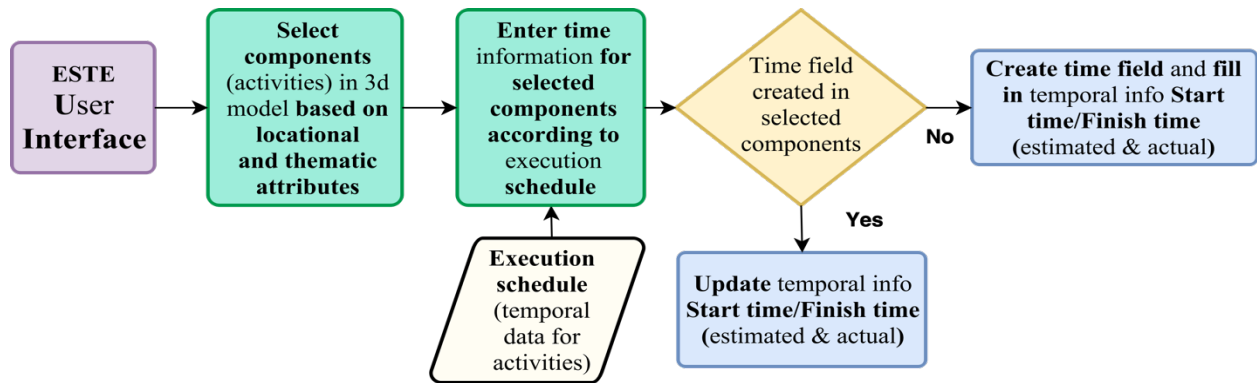 ESTE
User
Interface
Select
components
(activities) in 3d
model based on
locational
and thematic
attributes
Enter time
information for
selected
components
according to
execution
schedule
Time field
created in
selected
components
No
Create time field and fill
in temporal info Start
time/Finish time
(estimated & actual)
Yes
Execution
schedule
(temporal
data for
activities)
Update temporal info
Start time/Finish time
(estimated & actual)